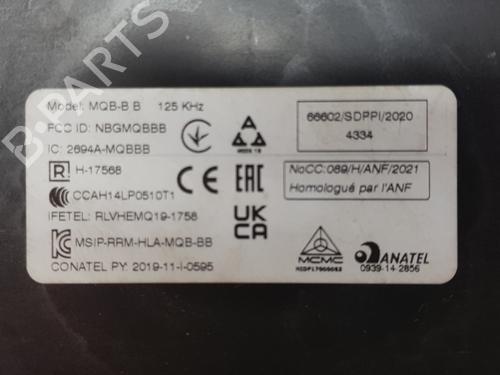 Model: MQB-B B 125 KHz
FCC ID: NBGMQBBB
IC: 2694A-MQBBB
R H-17568
CCAH14LP0510T1
IFETEL: RLVHEMQ19-1758
MSIP-RRM-HLA-MQB-BB
CONATEL PY: 2019-11-I-0595
CE
EAC
UK
CA
66602/SDPPI/2020
4334
NoCC:089/H/ANF/2021
Homologué par l'ANF
MCMC
ANATEL
0939-14 2856
B-PARTS